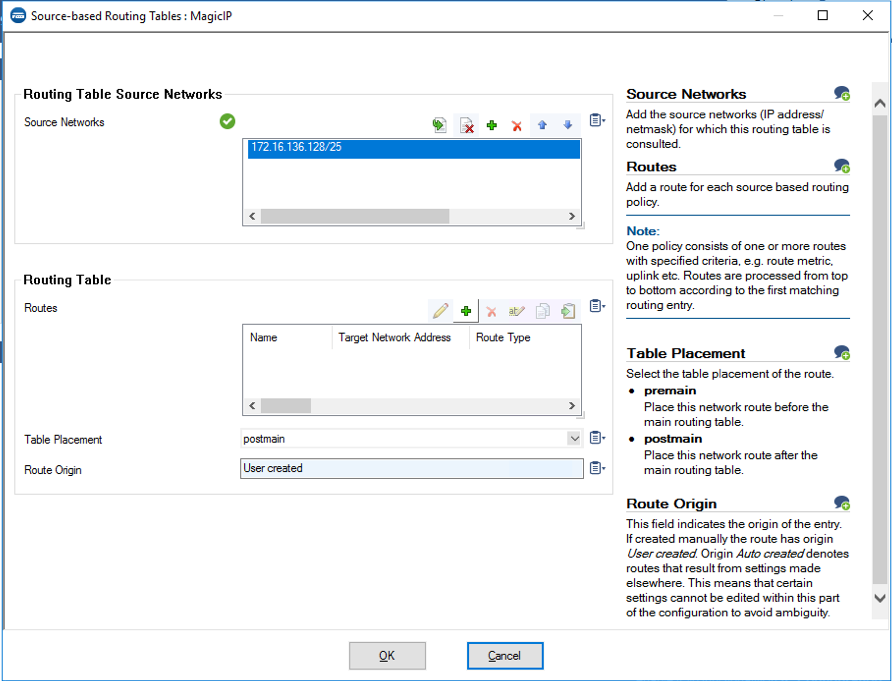 Source-based Routing Tables : MagicIP
Routing Table Source Networks
Source Networks
172.16.136.128/25
Routing Table
Routes
Name Target Network Address Route Type
Table Placement
postmain
Route Origin
User created
Source Networks
Add the source networks (IP address/
netmask) for which this routing table is
consulted.
Routes
Add a route for each source based routing
policy.
Note:
One policy consists of one or more routes
with specified criteria, e.g. route metric,
uplink etc. Routes are processed from top
to bottom according to the first matching
routing entry.
Table Placement
Select the table placement of the route.
• premain
Place this network route before the
main routing table.
• postmain
Place this network route after the
main routing table.
Route Origin
This field indicates the origin of the entry.
If created manually the route has origin
User created. Origin Auto created denotes
routes that result from settings made
elsewhere. This means that certain
settings cannot be edited within this part
of the configuration to avoid ambiguity.
OK
Cancel